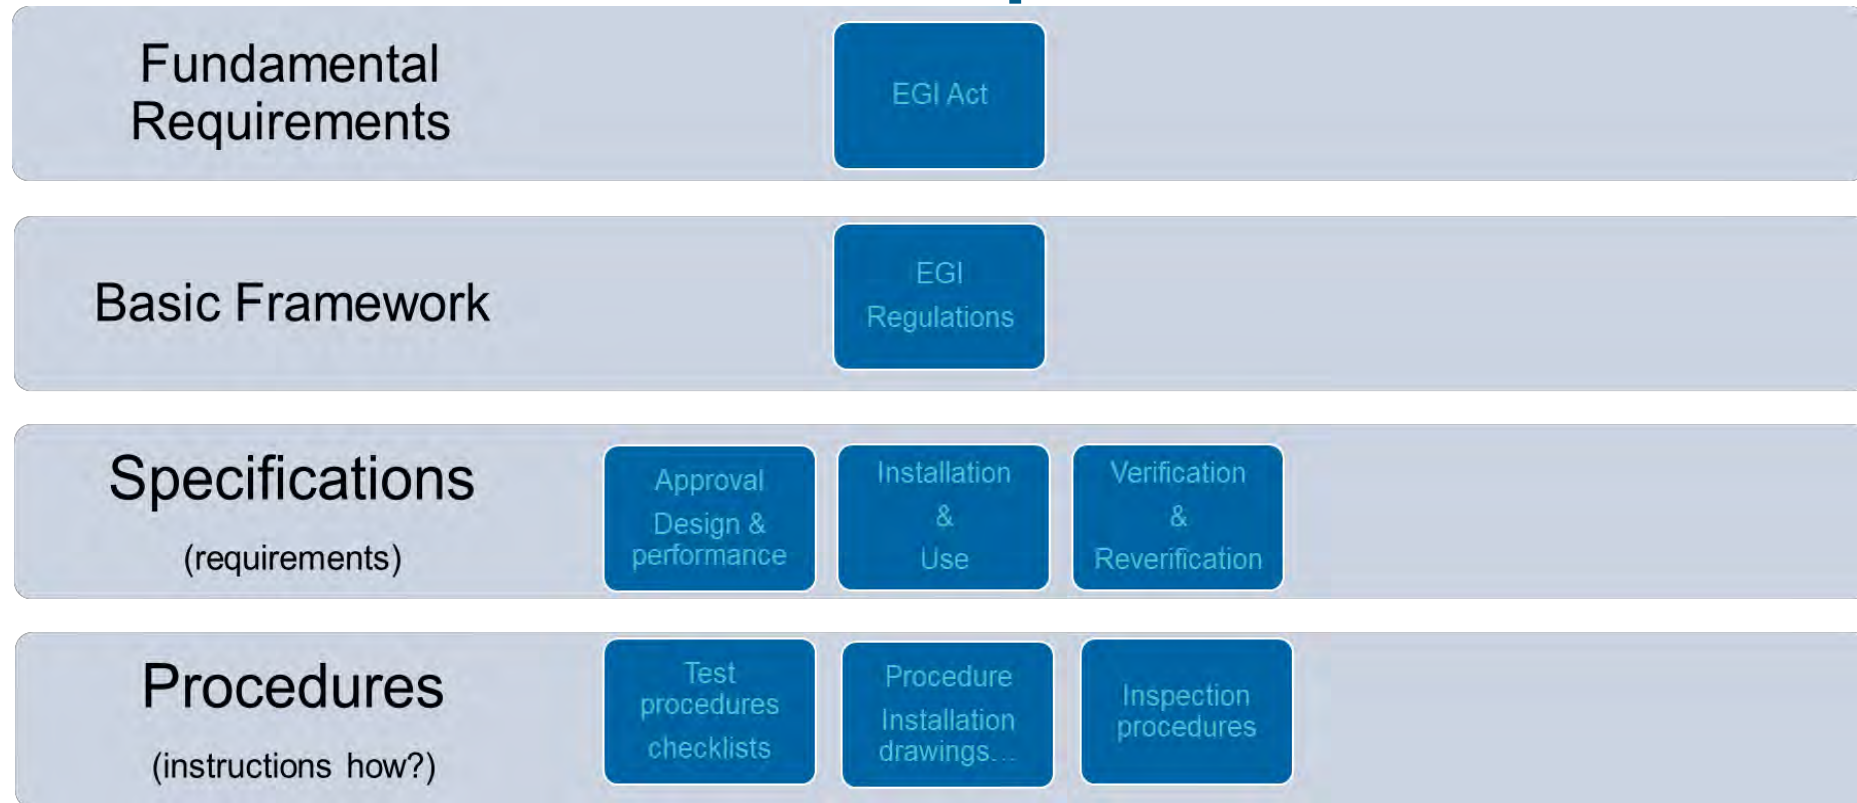 Fundamental
Requirements
EGI Act
Basic Framework
EGI
Regulations
Specifications
(requirements)
Approval
Design &
performance
Installation
&
Use
Verification
&
Reverification
Procedures
(instructions how?)
Test
procedures
checklists
Procedure
Installation
drawings...
Inspection
procedures